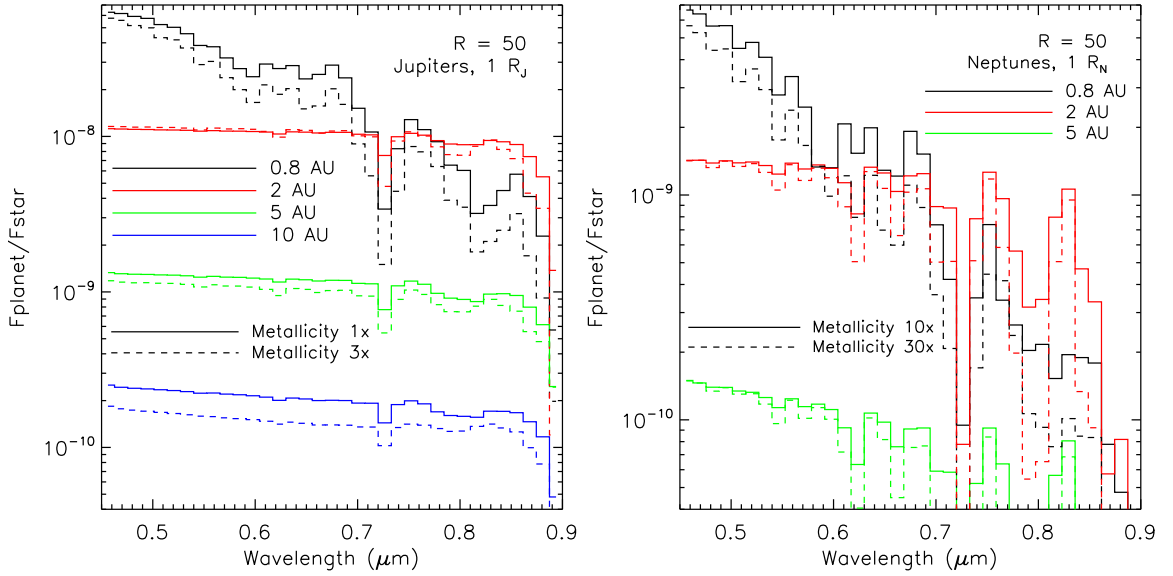 R = 50
Jupiters, 1 R_J
10^-8
10^-9
10^-10
Fplanet/Fstar
0.8 AU
2 AU
5 AU
10 AU
Metallicity 1x
Metallicity 3x
0.5 0.6 0.7 0.8 0.9
Wavelength (μm)
R = 50
Neptunes, 1 R_N
0.8 AU
2 AU
5 AU
10^-9
10^-10
Fplanet/Fstar
Metallicity 10x
Metallicity 30x
0.5 0.6 0.7 0.8 0.9
Wavelength (μm)